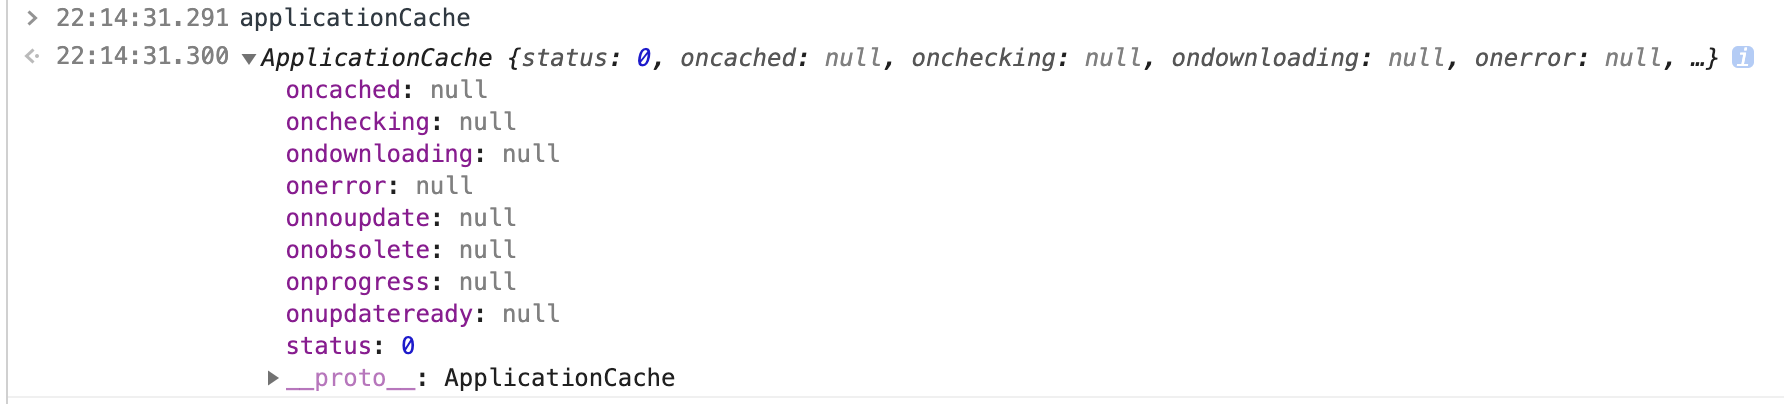 > 22:14:31.291 applicationCache
<· 22:14:31.300 ▼ApplicationCache {status: 0, oncached: null, onchecking: null, ondownloading: null, onerror: null, …} i
oncached: null
onchecking: null
ondownloading: null
onerror: null
onnoupdate: null
onobsolete: null
onprogress: null
onupdateready: null
status: 0
▶__proto__: ApplicationCache